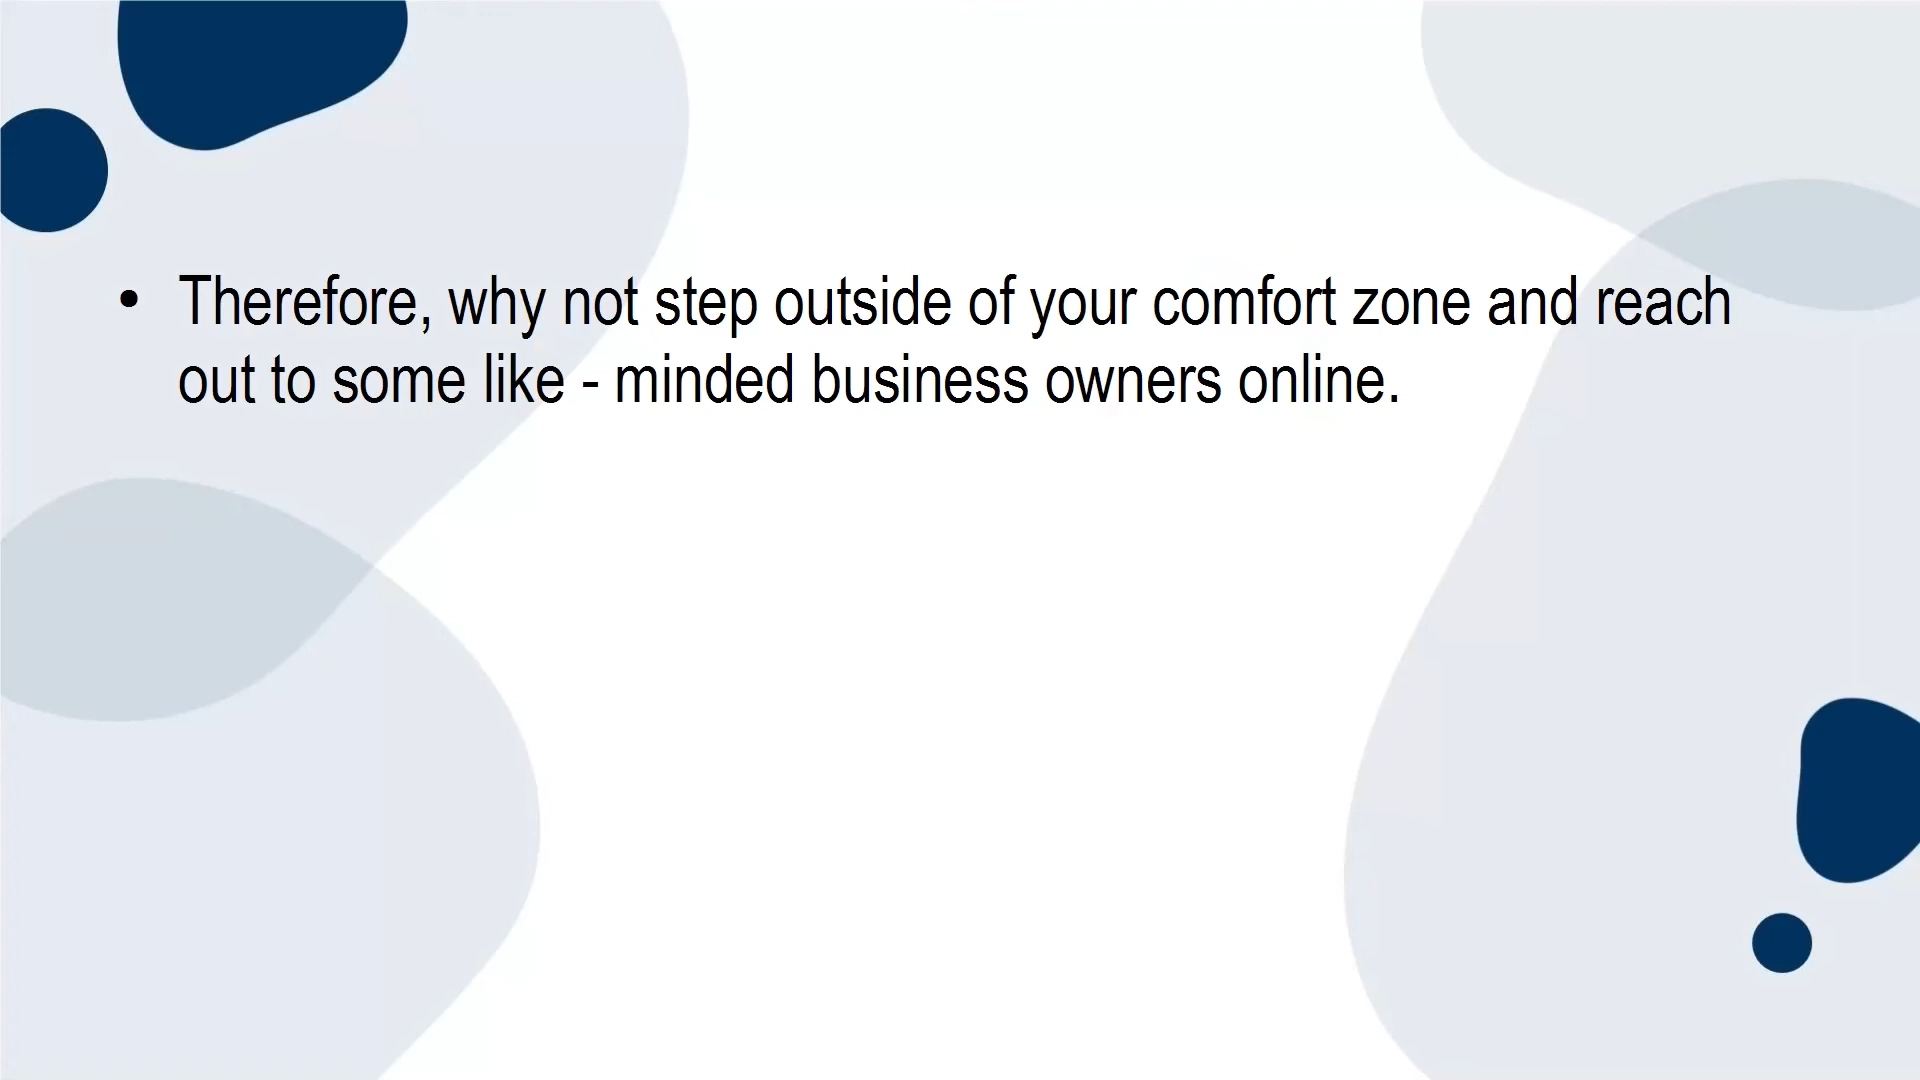 • Therefore, why not step outside of your comfort zone and reach
out to some like - minded business owners online.